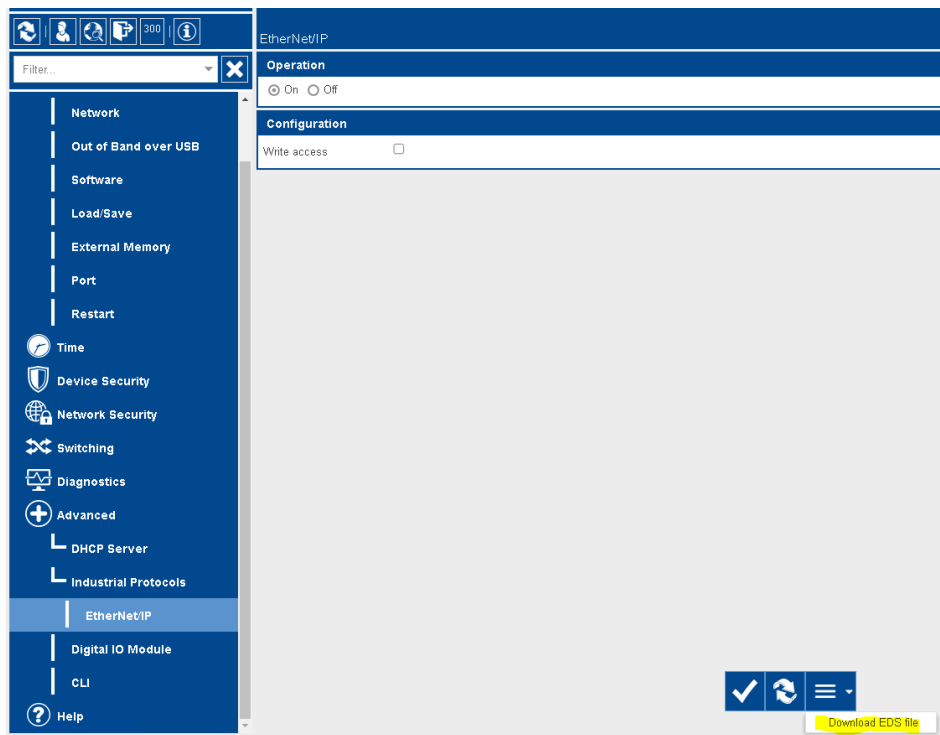 300
Filter...
Network
Out of Band over USB
Software
Load/Save
External Memory
Port
Restart
Time
Device Security
Network Security
Switching
Diagnostics
Advanced
DHCP Server
Industrial Protocols
EtherNet/IP
Digital IO Module
CLI
Help
EtherNet/IP
Operation
On Off
Configuration
Write access
Download EDS file